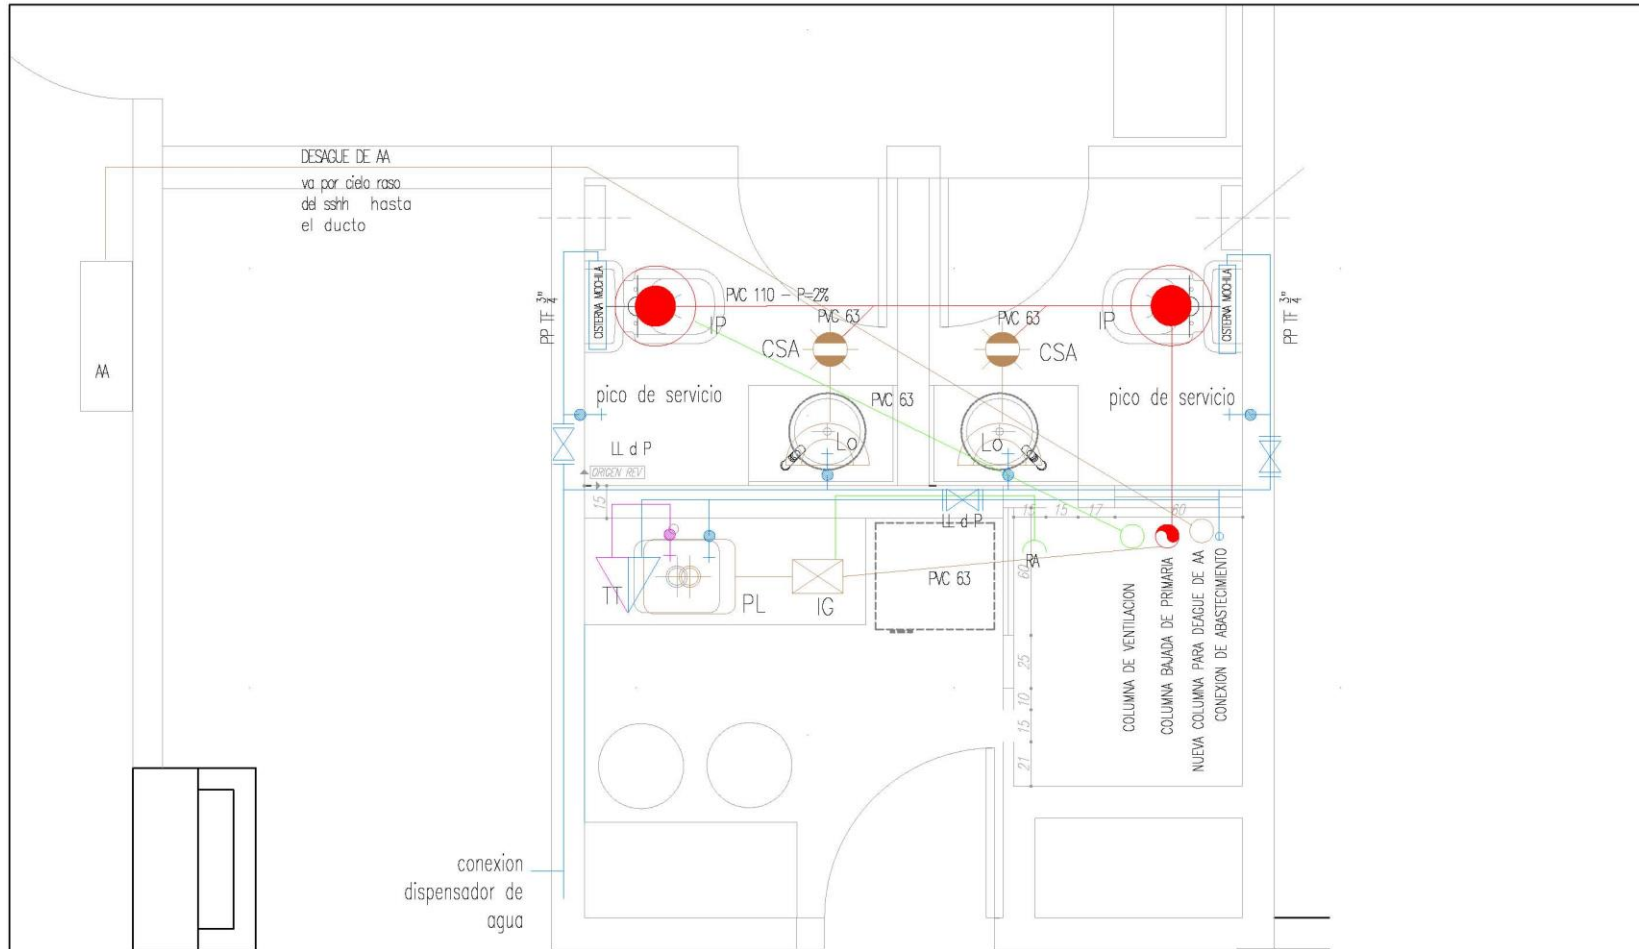 DESAGUE DE AA
va por cielo raso
del sshh hasta
el ducto
AA
PP TF 3/4"
CISTERNA MOCHILA
IP
PVC 110 - P=2%
PVC 63
CSA
PVC 63
CSA
IP
CISTERNA MOCHILA
PP TF 3/4"
pico de servicio
PVC 63
pico de servicio
LL d P
Lo
Lo
ORIGEN REV
15
LL d P
15
15
17
60
TT
PL
IG
PVC 63
RA
60
25
10
15
21
COLUMNA DE VENTILACION
COLUMNA BAJADA DE PRIMARIA
NUEVA COLUMNA PARA DEAGUE DE AA
CONEXION DE ABASTECIMIENTO
conexion
dispensador de
agua